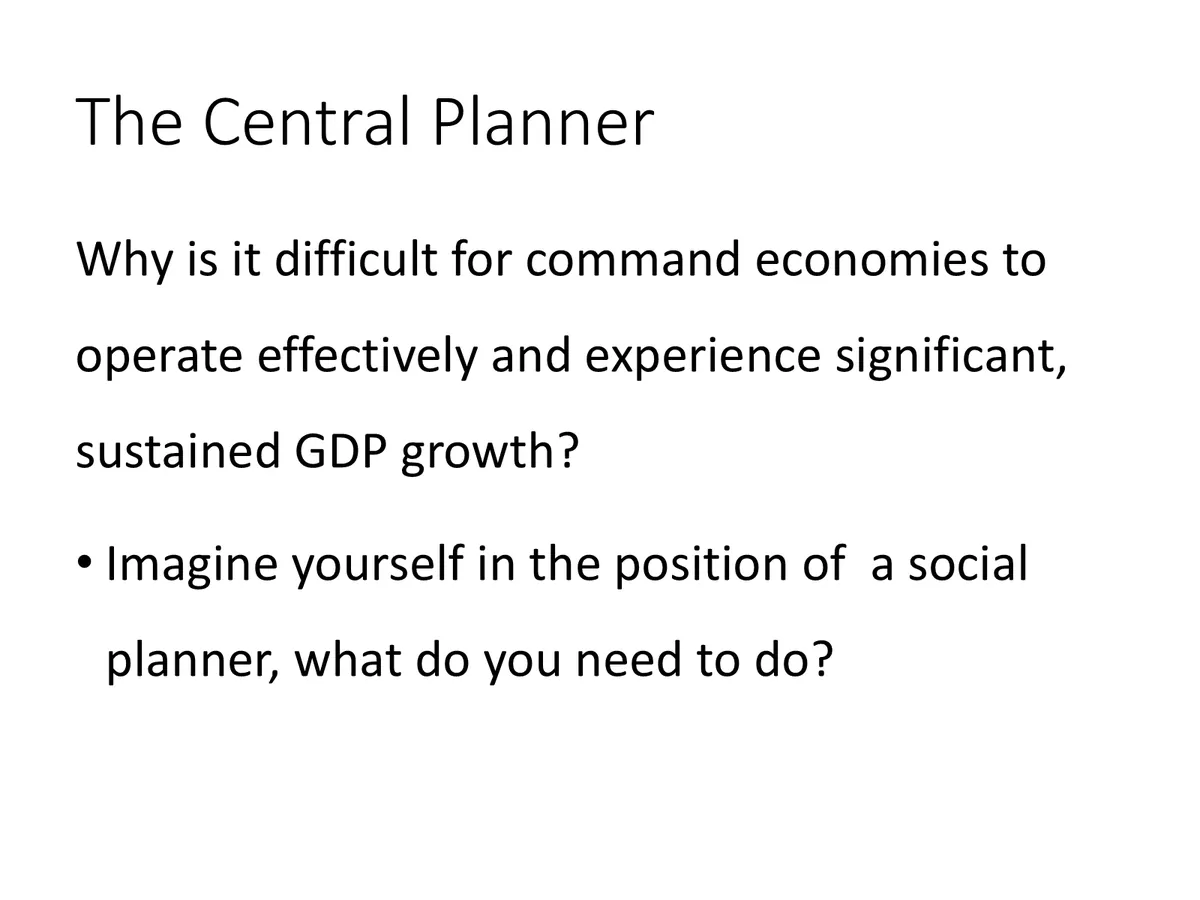 The Central Planner
Why is it difficult for command economies to
operate effectively and experience significant,
sustained GDP growth?
• Imagine yourself in the position of  a social
planner, what do you need to do?